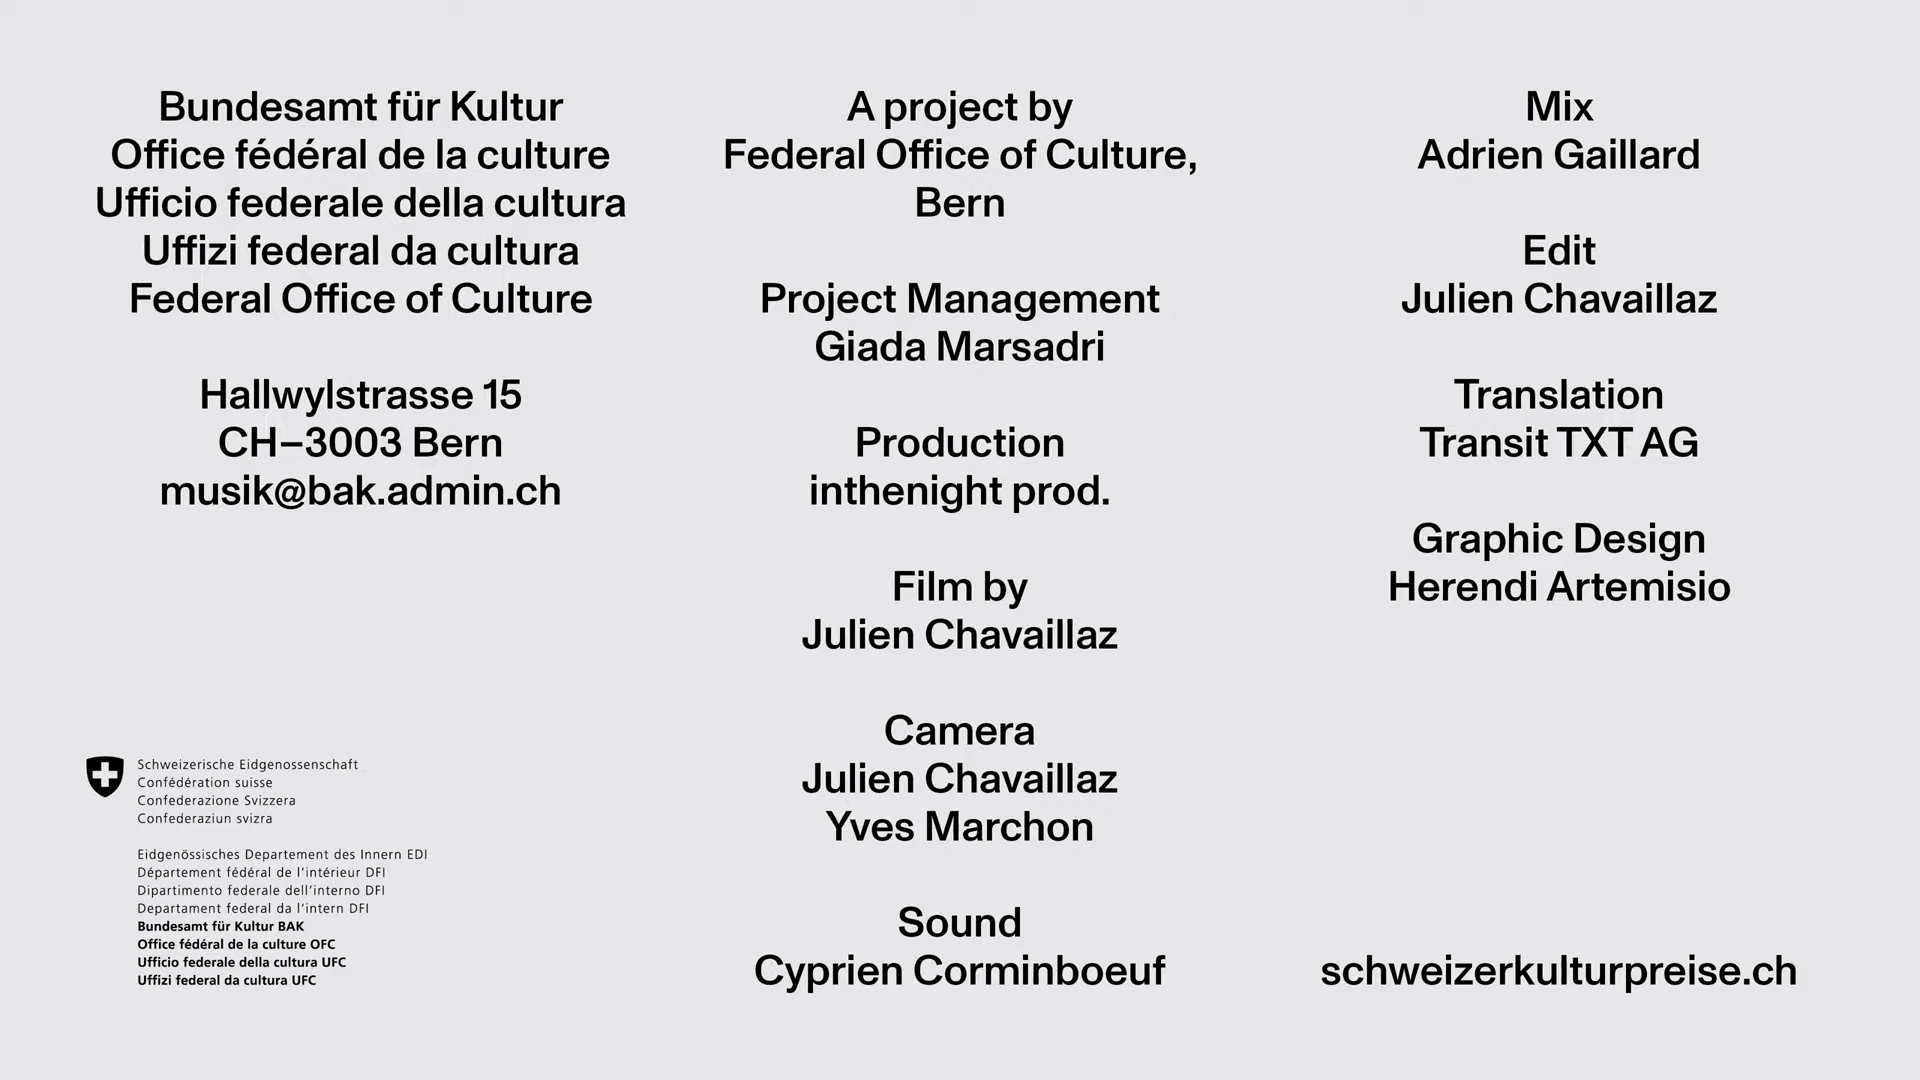 Bundesamt für Kultur
Office fédéral de la culture
Ufficio federale della cultura
Uffizi federal da cultura
Federal Office of Culture
Hallwylstrasse 15
CH–3003 Bern
musik@bak.admin.ch
Schweizerische Eidgenossenschaft
Confédération suisse
Confederazione Svizzera
Confederaziun svizra
Eidgenössisches Departement des Innern EDI
Département fédéral de l'intérieur DFI
Dipartimento federale dell'interno DFI
Departament federal da l'intern DFI
Bundesamt für Kultur BAK
Office fédéral de la culture OFC
Ufficio federale della cultura UFC
Uffizi federal da cultura UFC
A project by
Federal Office of Culture,
Bern
Project Management
Giada Marsadri
Production
inthenight prod.
Film by
Julien Chavaillaz
Camera
Julien Chavaillaz
Yves Marchon
Sound
Cyprien Corminboeuf
Mix
Adrien Gaillard
Edit
Julien Chavaillaz
Translation
Transit TXT AG
Graphic Design
Herendi Artemisio
schweizerkulturpreise.ch